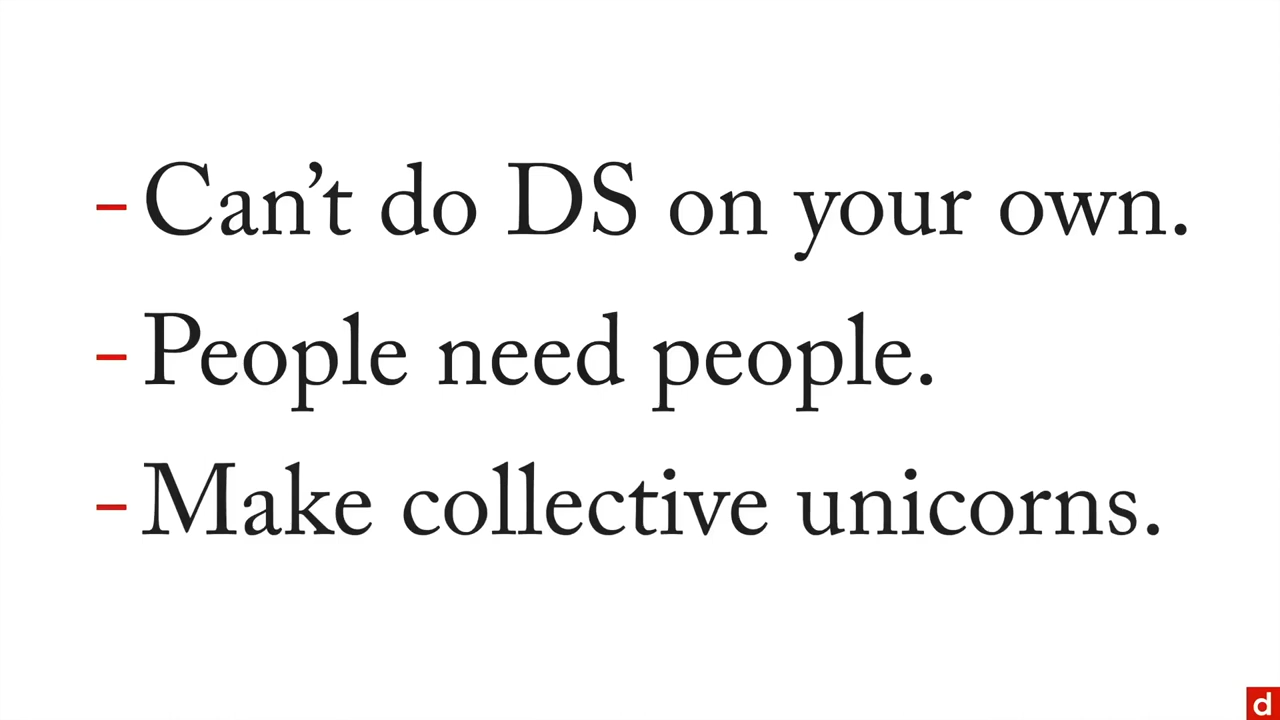 – Can’t do DS on your own.
– People need people.
– Make collective unicorns.
d